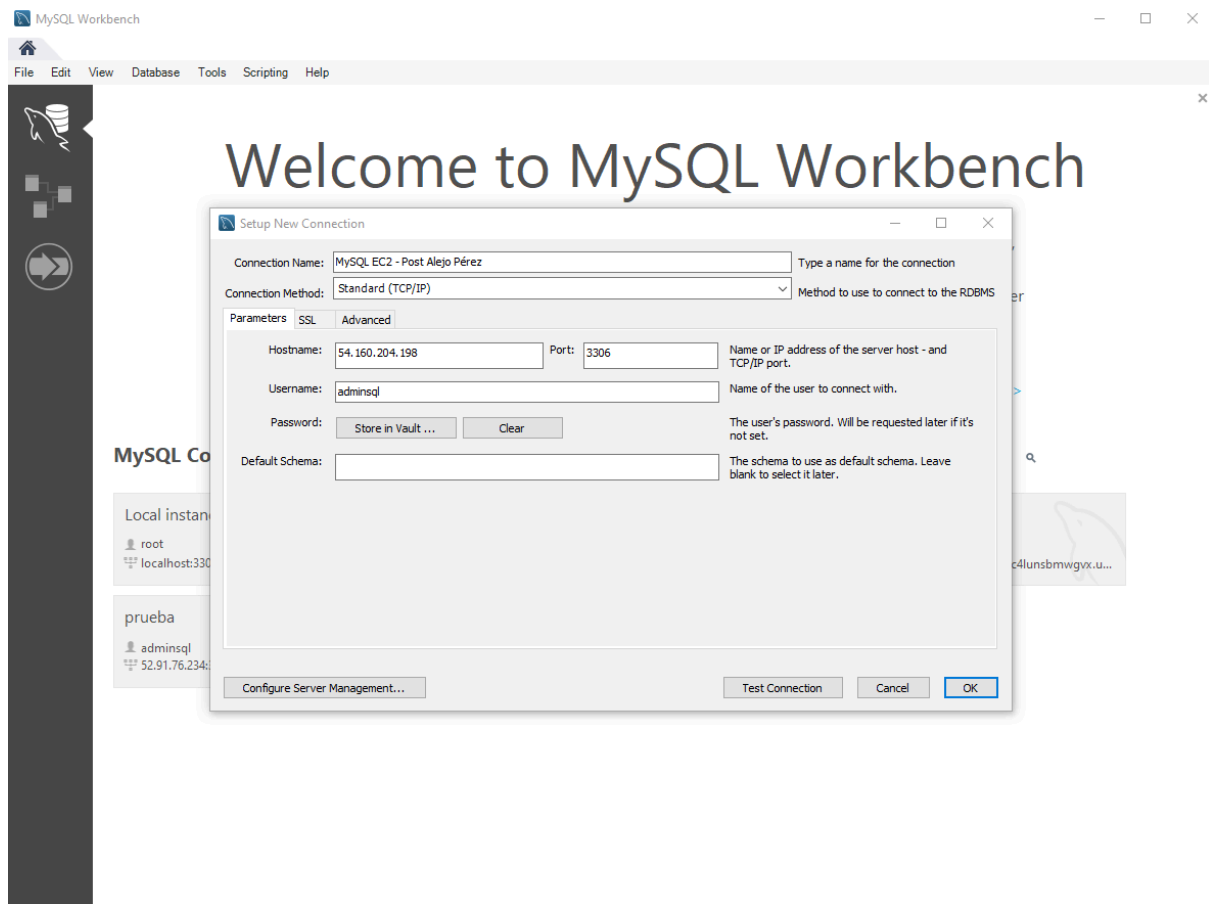 MySQL Workbench
File Edit View Database Tools Scripting Help
Welcome to MySQL Workbench
Setup New Connection
Connection Name: MySQL EC2 - Post Alejo Pérez Type a name for the connection
Connection Method: Standard (TCP/IP) Method to use to connect to the RDBMS
er
Parameters SSL Advanced
Hostname: 54.160.204.198 Port: 3306 Name or IP address of the server host - and
TCP/IP port.
Username: adminsql Name of the user to connect with.
>
Password: Store in Vault ... Clear The user's password. Will be requested later if it's
not set.
MySQL Co
Default Schema: The schema to use as default schema. Leave
blank to select it later.
Local instan
root
localhost:330
c4lunsbmwgvx.u...
prueba
adminsql
52.91.76.234:
Configure Server Management... Test Connection Cancel OK